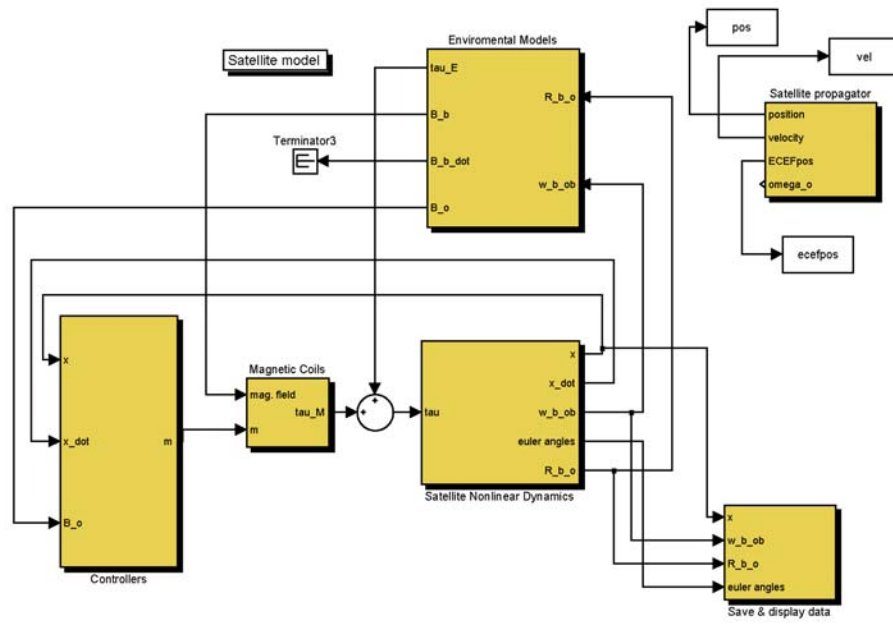 pos
Enviromental Models
Satellite model
vel
tau_E
Satellite propagator
R_b_o
B_b
position
Terminator3
velocity
B_b_dot
ECEFpos
w_b_ob
omega_o
B_o
ecefpos
x
x
Magnetic Coils
x_dot
mag. field
tau_M
tau
w_b_ob
m
x_dot
m
euler angles
R_b_o
Satellite Nonlinear Dynamics
B_o
x
w_b_ob
R_b_o
Controllers
euler angles
Save & display data